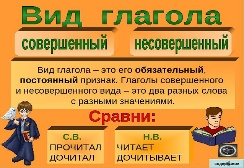 Вид глагола
совершенный несовершенный
Вид глагола – это его обязательный,
постоянный признак. Глаголы совершенного
и несовершенного вида – это два разных слова
с разными значениями.
Сравни:
С.В. Н.В.
ПРОЧИТАЛ ЧИТАЕТ
ДОЧИТАЛ ДОЧИТЫВАЕТ